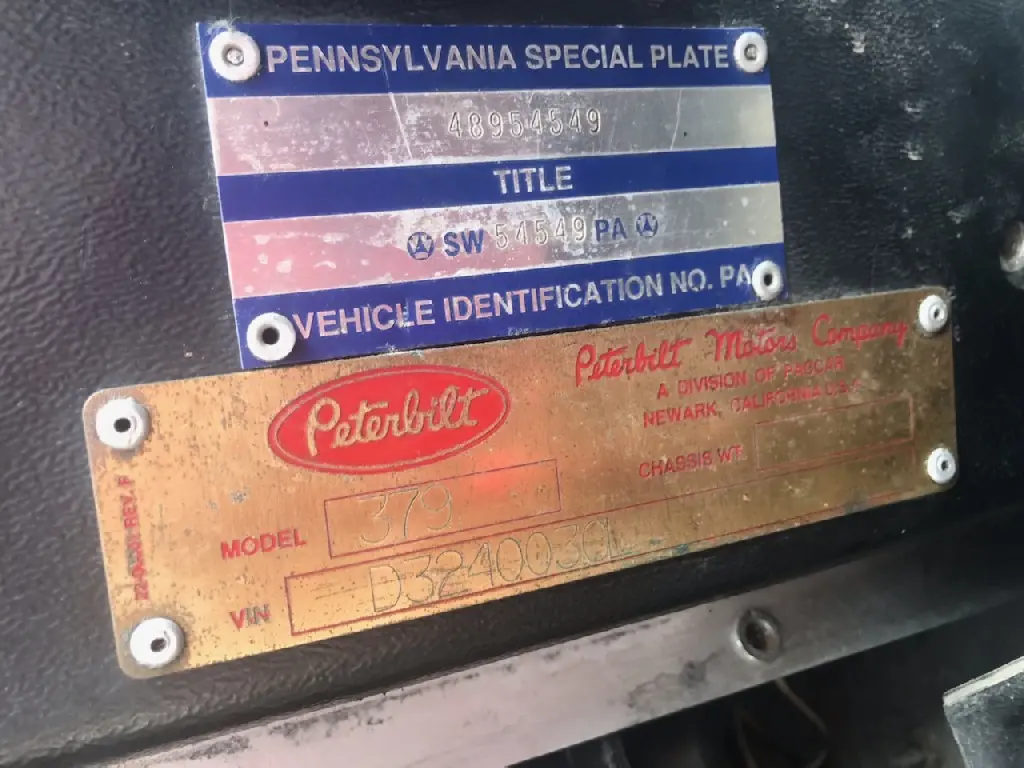 PENNSYLVANIA SPECIAL PLATE
48954549
TITLE
SW 54549 PA
VEHICLE IDENTIFICATION NO. PA
Peterbilt
Peterbilt Motors Company
A DIVISION OF PACCAR
NEWARK, CALIFORNIA U.S.A.
CHASSIS WT.
MODEL 379
VIN
REV. F